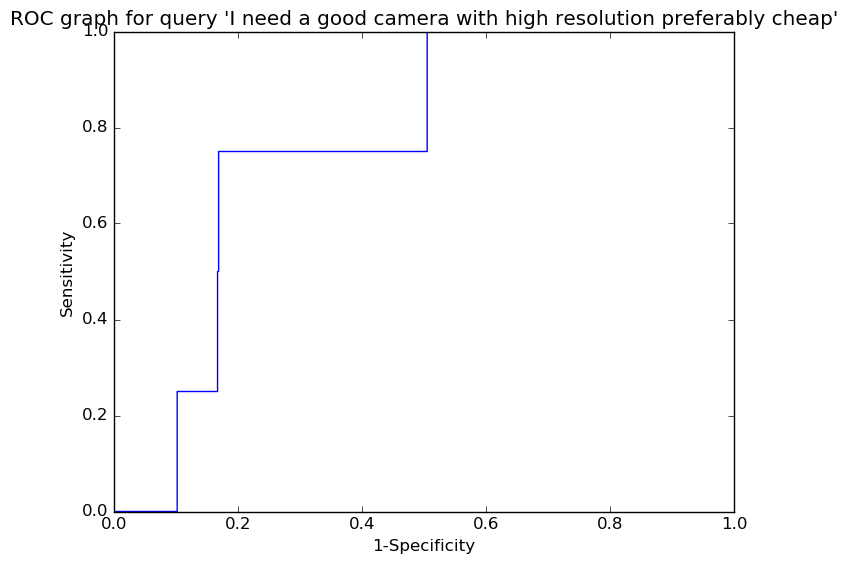 ROC graph for query 'I need a good camera with high resolution preferably cheap'
1.0
0.8
0.6
0.4
0.2
0.0
Sensitivity
0.0 0.2 0.4 0.6 0.8 1.0
1-Specificity